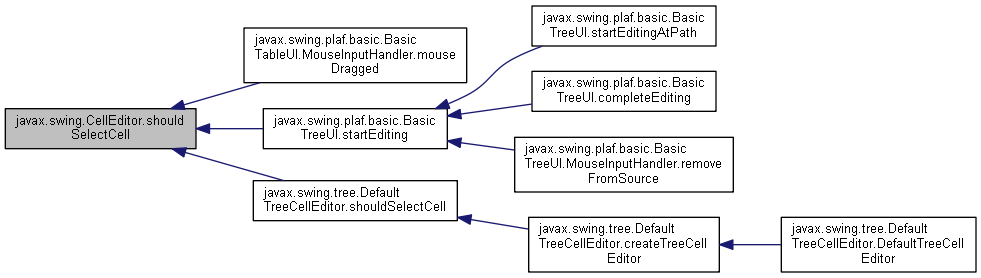 javax.swing.CellEditor.should
SelectCell
javax.swing.plaf.basic.Basic
TableUI.MouseInputHandler.mouse
Dragged
javax.swing.plaf.basic.Basic
TreeUI.startEditing
javax.swing.tree.Default
TreeCellEditor.shouldSelectCell
javax.swing.plaf.basic.Basic
TreeUI.startEditingAtPath
javax.swing.plaf.basic.Basic
TreeUI.completeEditing
javax.swing.plaf.basic.Basic
TreeUI.MouseInputHandler.remove
FromSource
javax.swing.tree.Default
TreeCellEditor.createTreeCell
Editor
javax.swing.tree.Default
TreeCellEditor.DefaultTreeCell
Editor